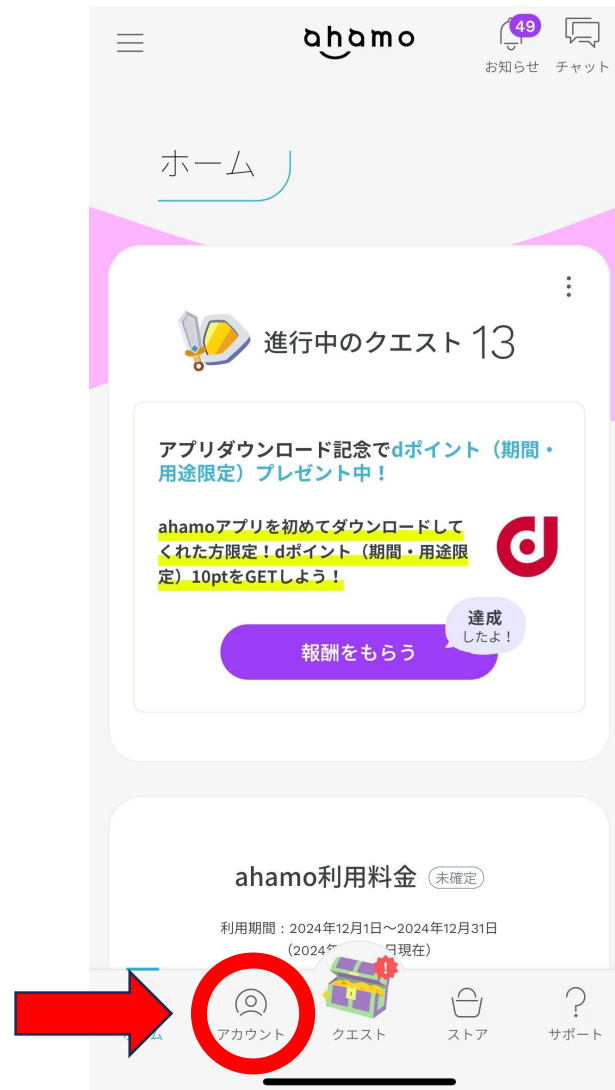 ahamo
49
お知らせ チャット
ホーム
進行中のクエスト 13
アプリダウンロード記念でdポイント（期間・
用途限定）プレゼント中！
ahamoアプリを初めてダウンロードして
くれた方限定！dポイント（期間・用途限
定）10ptをGETしよう！
d
達成
したよ！
報酬をもらう
ahamo利用料金 未確定
利用期間：2024年12月1日～2024年12月31日
（2024年 日現在）
アカウント クエスト ストア サポート